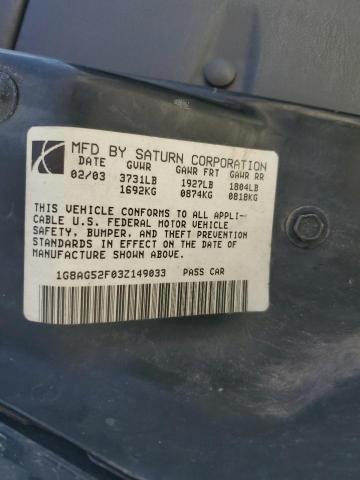 MFD BY SATURN CORPORATION
DATE GVWR GAWR FRT GAWR RR
02/03 3731LB 1927LB 1804LB
1692KG 0874KG 0818KG
THIS VEHICLE CONFORMS TO ALL APPLI-
CABLE U.S. FEDERAL MOTOR VEHICLE
SAFETY, BUMPER, AND THEFT PREVENTION
STANDARDS IN EFFECT ON THE DATE OF
MANUFACTURE SHOWN ABOVE.
1G8AG52F03Z149033 PASS CAR